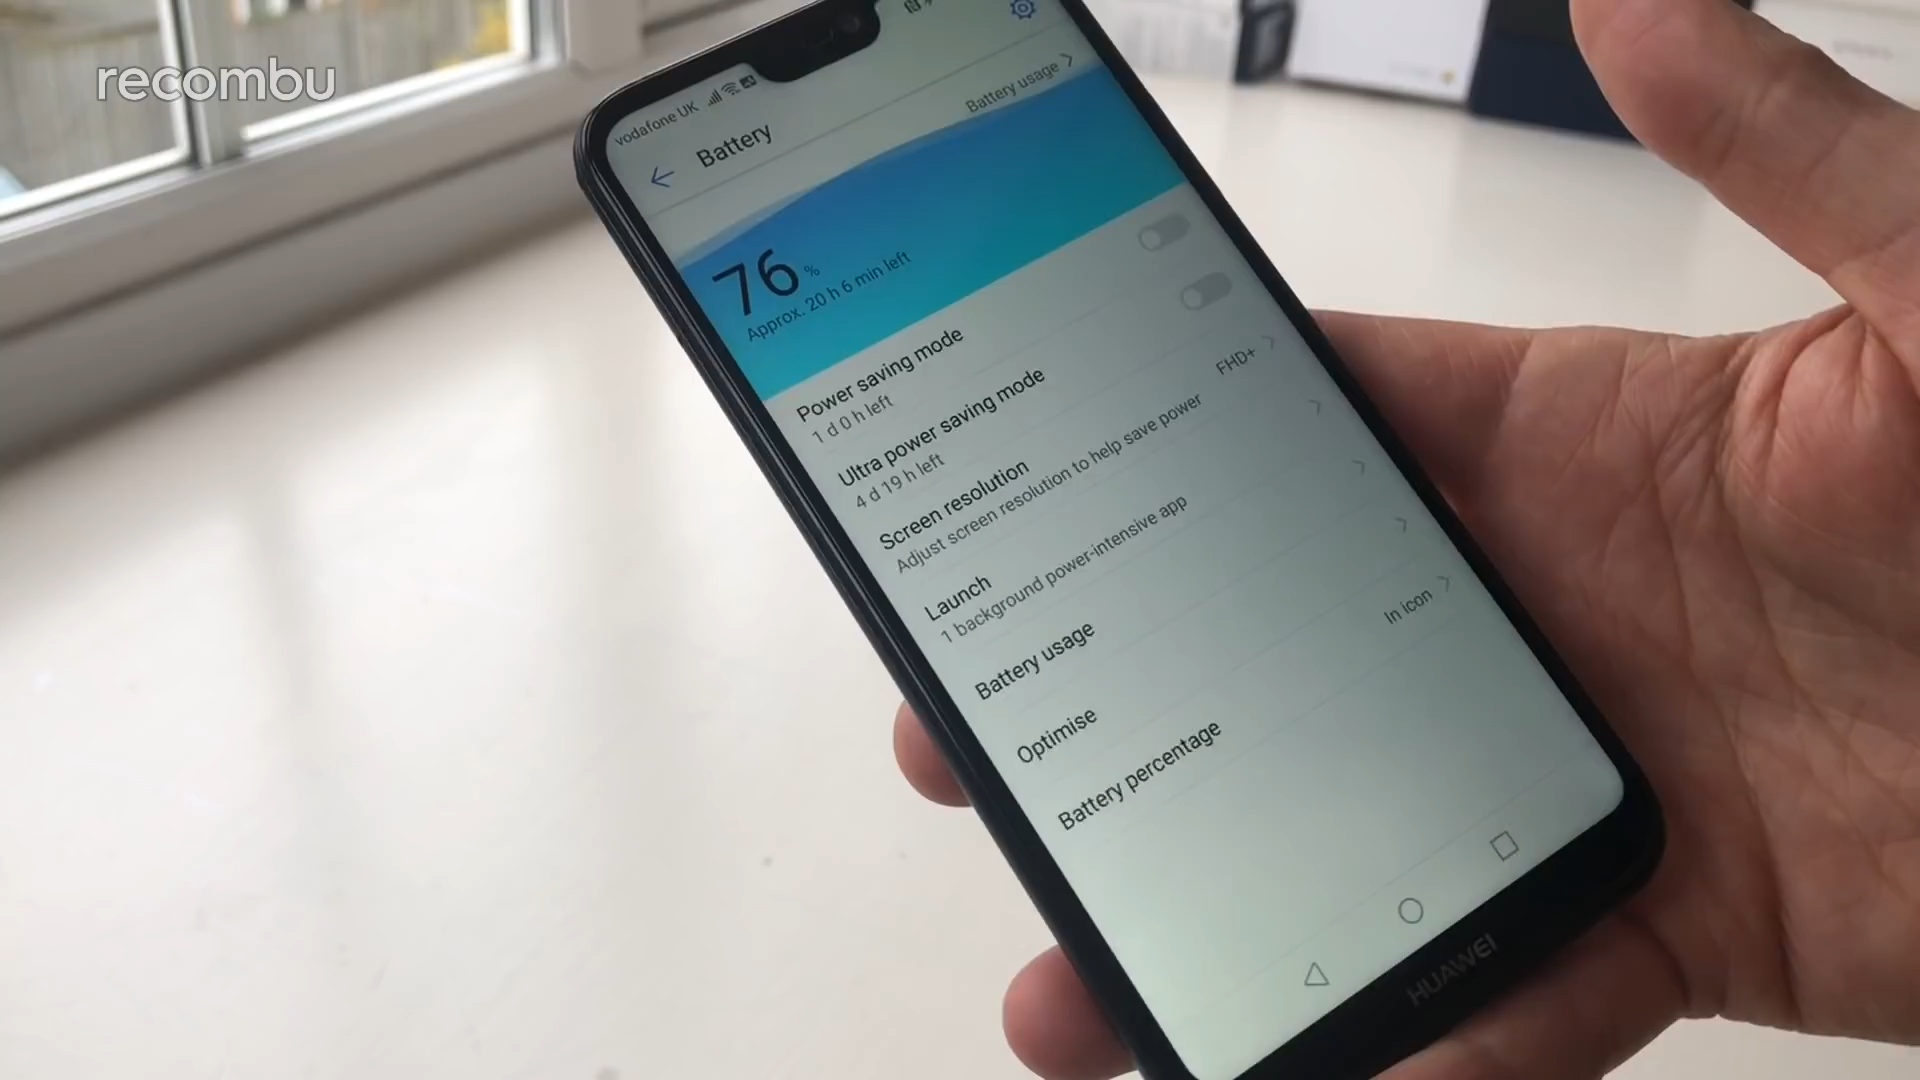 recombu
vodafone UK
Battery
Battery usage
76 %
Approx. 20 h 6 min left
Power saving mode
1 d 0 h left
Ultra power saving mode
4 d 19 h left
Screen resolution
Adjust screen resolution to help save power
FHD+
Launch
1 background power-intensive app
Battery usage
Optimise
Battery percentage
In icon
HUAWEI